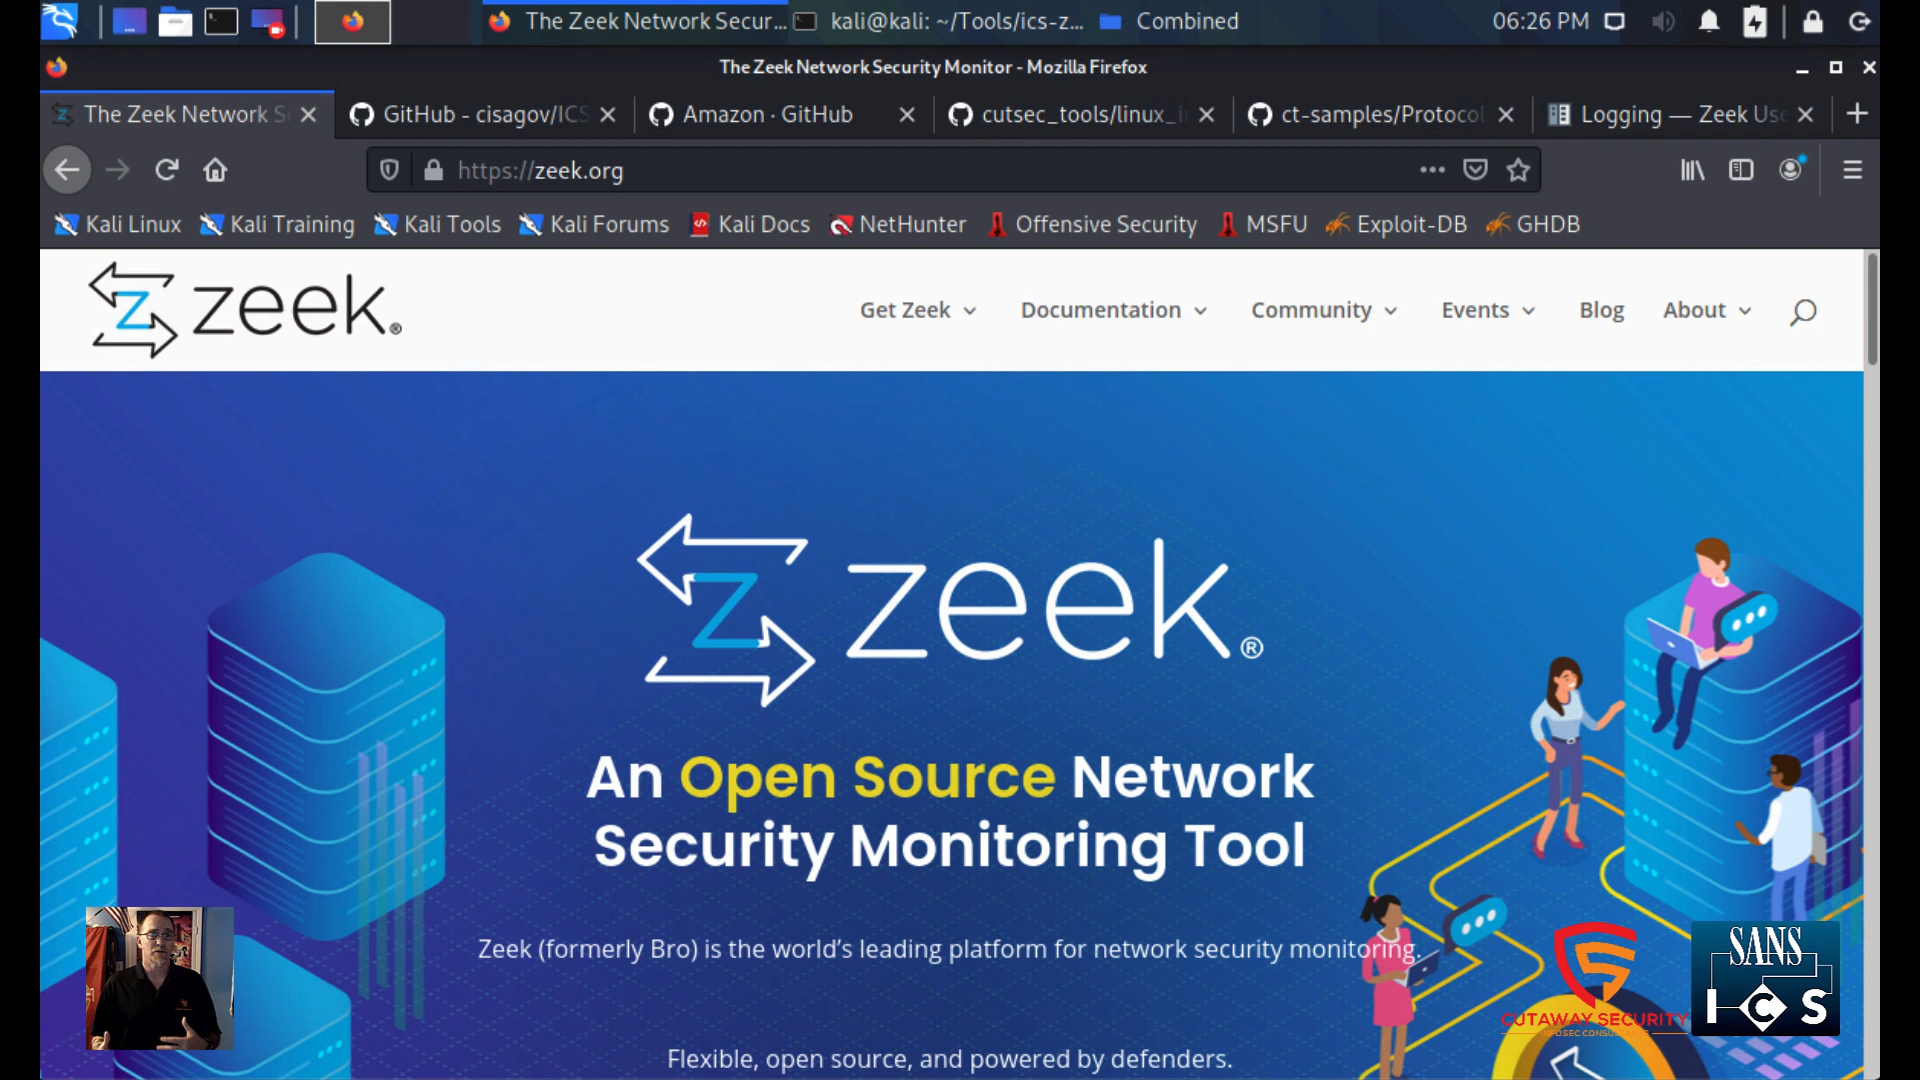 The Zeek Network Secur...
kali@kali: ~/Tools/ics-z...
Combined
06:26 PM
The Zeek Network Security Monitor - Mozilla Firefox
The Zeek Network S
GitHub - cisagov/ICS
Amazon · GitHub
cutsec_tools/linux_i
ct-samples/Protocol
Logging — Zeek Use
https://zeek.org
Kali Linux
Kali Training
Kali Tools
Kali Forums
Kali Docs
NetHunter
Offensive Security
MSFU
Exploit-DB
GHDB
zeek®
Get Zeek
Documentation
Community
Events
Blog
About
zeek®
An Open Source Network
Security Monitoring Tool
Zeek (formerly Bro) is the world’s leading platform for network security monitoring.
Flexible, open source, and powered by defenders.
CUTAWAY SECURITY
SANS
ICS